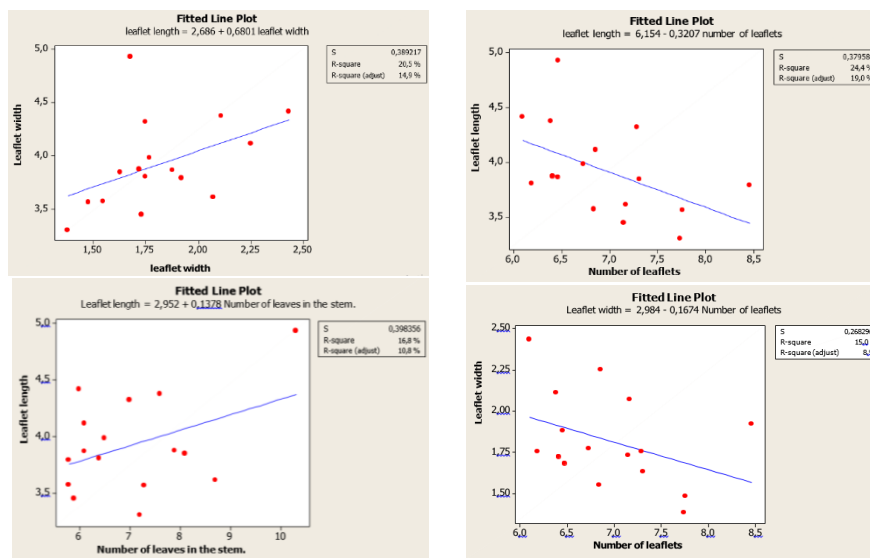 Fitted Line Plot
leaflet length = 2,686 + 0,6801 leaflet width
S 0,389217
R-square 20,5 %
R-square (adjust) 14,9 %
Leaflet width
5,0
4,5
4,0
3,5
1,50 1,75 2,00 2,25 2,50
leaflet width
Fitted Line Plot
leaflet length = 6,154 - 0,3207 number of leaflets
S 0,37958
R-square 24,4 %
R-square (adjust) 19,0 %
Leaflet length
5,0
4,5
4,0
3,5
6,0 6,5 7,0 7,5 8,0 8,5
Number of leaflets
Fitted Line Plot
Leaflet length = 2,952 + 0,1378 Number of leaves in the stem.
S 0,398356
R-square 16,8 %
R-square (adjust) 10,8 %
Leaflet length
5,0
4,5
4,0
3,5
6 7 8 9 10
Number of leaves in the stem.
Fitted Line Plot
Leaflet width = 2,984 - 0,1674 Number of leaflets
S
R-square 15,0
R-square (adjust)
Leaflet width
2,50
2,25
2,00
1,75
1,50
6,0 6,5 7,0 7,5 8,0 8,5
Number of leaflets